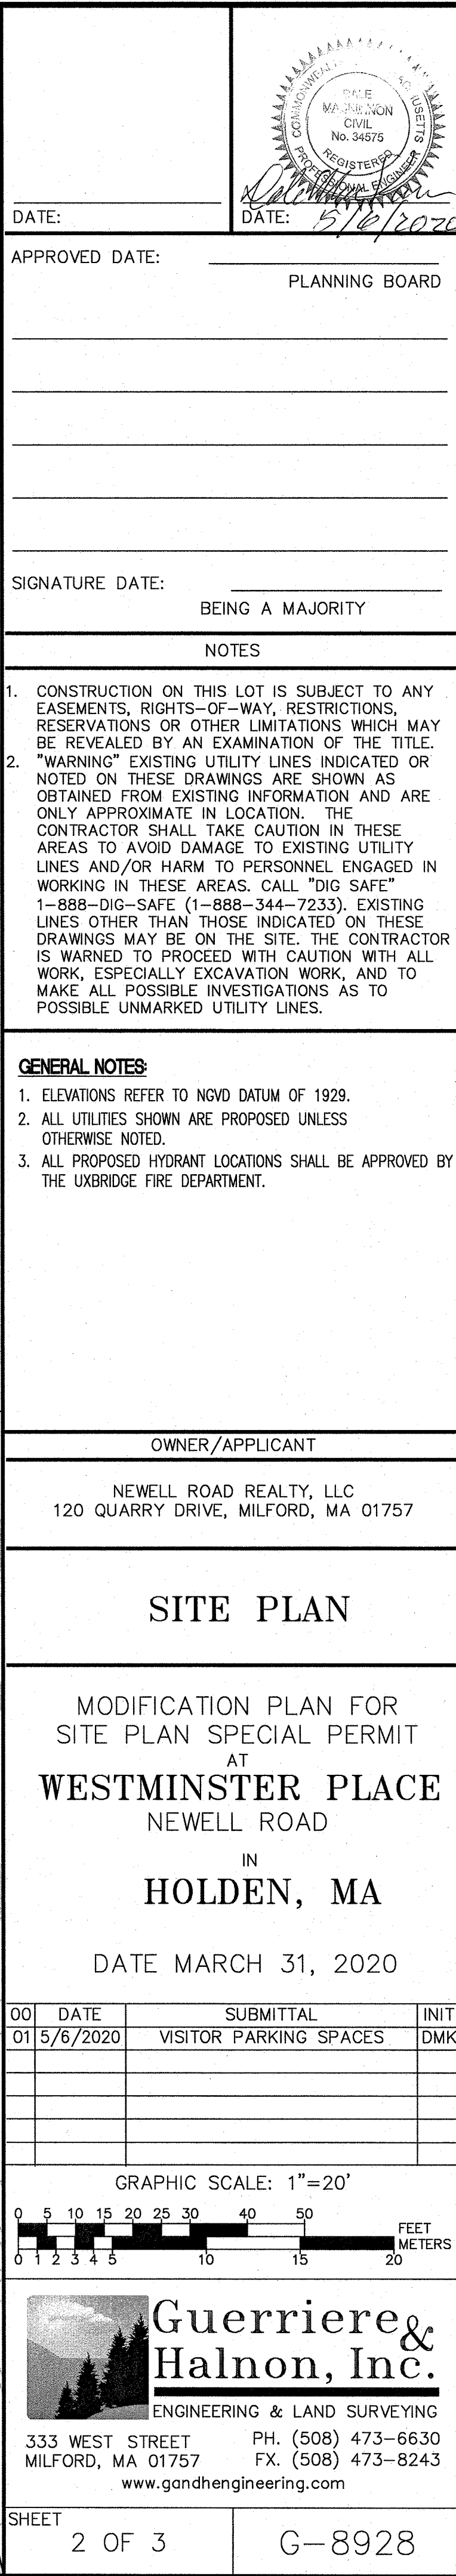 COMMONWEALTH
DALE
CIVIL
No. 34575
REGISTERED
PROFESSIONAL ENGINEER
DATE:
DATE: 5/6/2020
APPROVED DATE:
PLANNING BOARD
SIGNATURE DATE:
BEING A MAJORITY
NOTES
1. CONSTRUCTION ON THIS LOT IS SUBJECT TO ANY
EASEMENTS, RIGHTS-OF-WAY, RESTRICTIONS,
RESERVATIONS OR OTHER LIMITATIONS WHICH MAY
BE REVEALED BY AN EXAMINATION OF THE TITLE.
2. "WARNING" EXISTING UTILITY LINES INDICATED OR
NOTED ON THESE DRAWINGS ARE SHOWN AS
OBTAINED FROM EXISTING INFORMATION AND ARE
ONLY APPROXIMATE IN LOCATION. THE
CONTRACTOR SHALL TAKE CAUTION IN THESE
AREAS TO AVOID DAMAGE TO EXISTING UTILITY
LINES AND/OR HARM TO PERSONNEL ENGAGED IN
WORKING IN THESE AREAS. CALL "DIG SAFE"
1-888-DIG-SAFE (1-888-344-7233). EXISTING
LINES OTHER THAN THOSE INDICATED ON THESE
DRAWINGS MAY BE ON THE SITE. THE CONTRACTOR
IS WARNED TO PROCEED WITH CAUTION WITH ALL
WORK, ESPECIALLY EXCAVATION WORK, AND TO
MAKE ALL POSSIBLE INVESTIGATIONS AS TO
POSSIBLE UNMARKED UTILITY LINES.
GENERAL NOTES:
1. ELEVATIONS REFER TO NGVD DATUM OF 1929.
2. ALL UTILITIES SHOWN ARE PROPOSED UNLESS
OTHERWISE NOTED.
3. ALL PROPOSED HYDRANT LOCATIONS SHALL BE APPROVED BY
THE UXBRIDGE FIRE DEPARTMENT.
OWNER/APPLICANT
NEWELL ROAD REALTY, LLC
120 QUARRY DRIVE, MILFORD, MA 01757
SITE PLAN
MODIFICATION PLAN FOR
SITE PLAN SPECIAL PERMIT
AT
WESTMINSTER PLACE
NEWELL ROAD
IN
HOLDEN, MA
DATE MARCH 31, 2020
00 DATE SUBMITTAL INIT
01 5/6/2020 VISITOR PARKING SPACES DMK
GRAPHIC SCALE: 1"=20'
0 5 10 15 20 25 30 40 50
FEET
METERS
0 1 2 3 4 5 10 15 20
Guerriere &
Halnon, Inc.
ENGINEERING & LAND SURVEYING
333 WEST STREET PH. (508) 473-6630
MILFORD, MA 01757 FX. (508) 473-8243
www.gandhengineering.com
SHEET
2 OF 3 G-8928